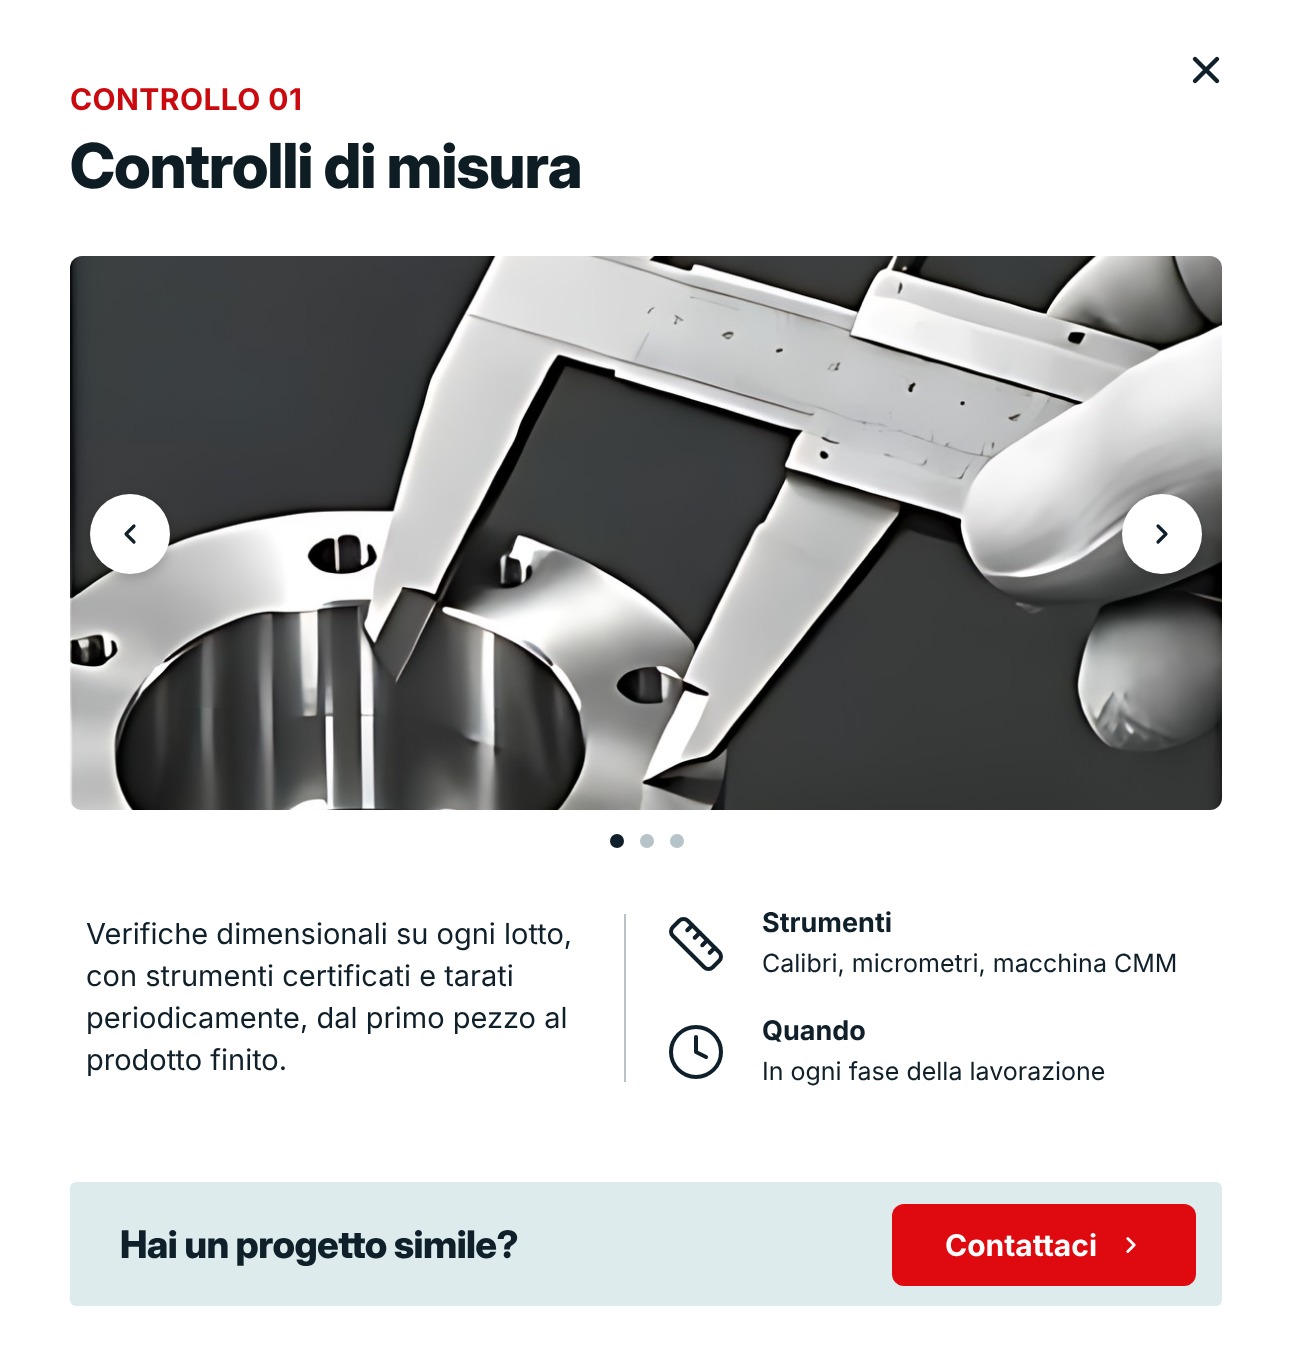 CONTROLLO 01
Controlli di misura
Verifiche dimensionali su ogni lotto,
con strumenti certificati e tarati
periodicamente, dal primo pezzo al
prodotto finito.
Strumenti
Calibri, micrometri, macchina CMM
Quando
In ogni fase della lavorazione
Hai un progetto simile?
Contattaci